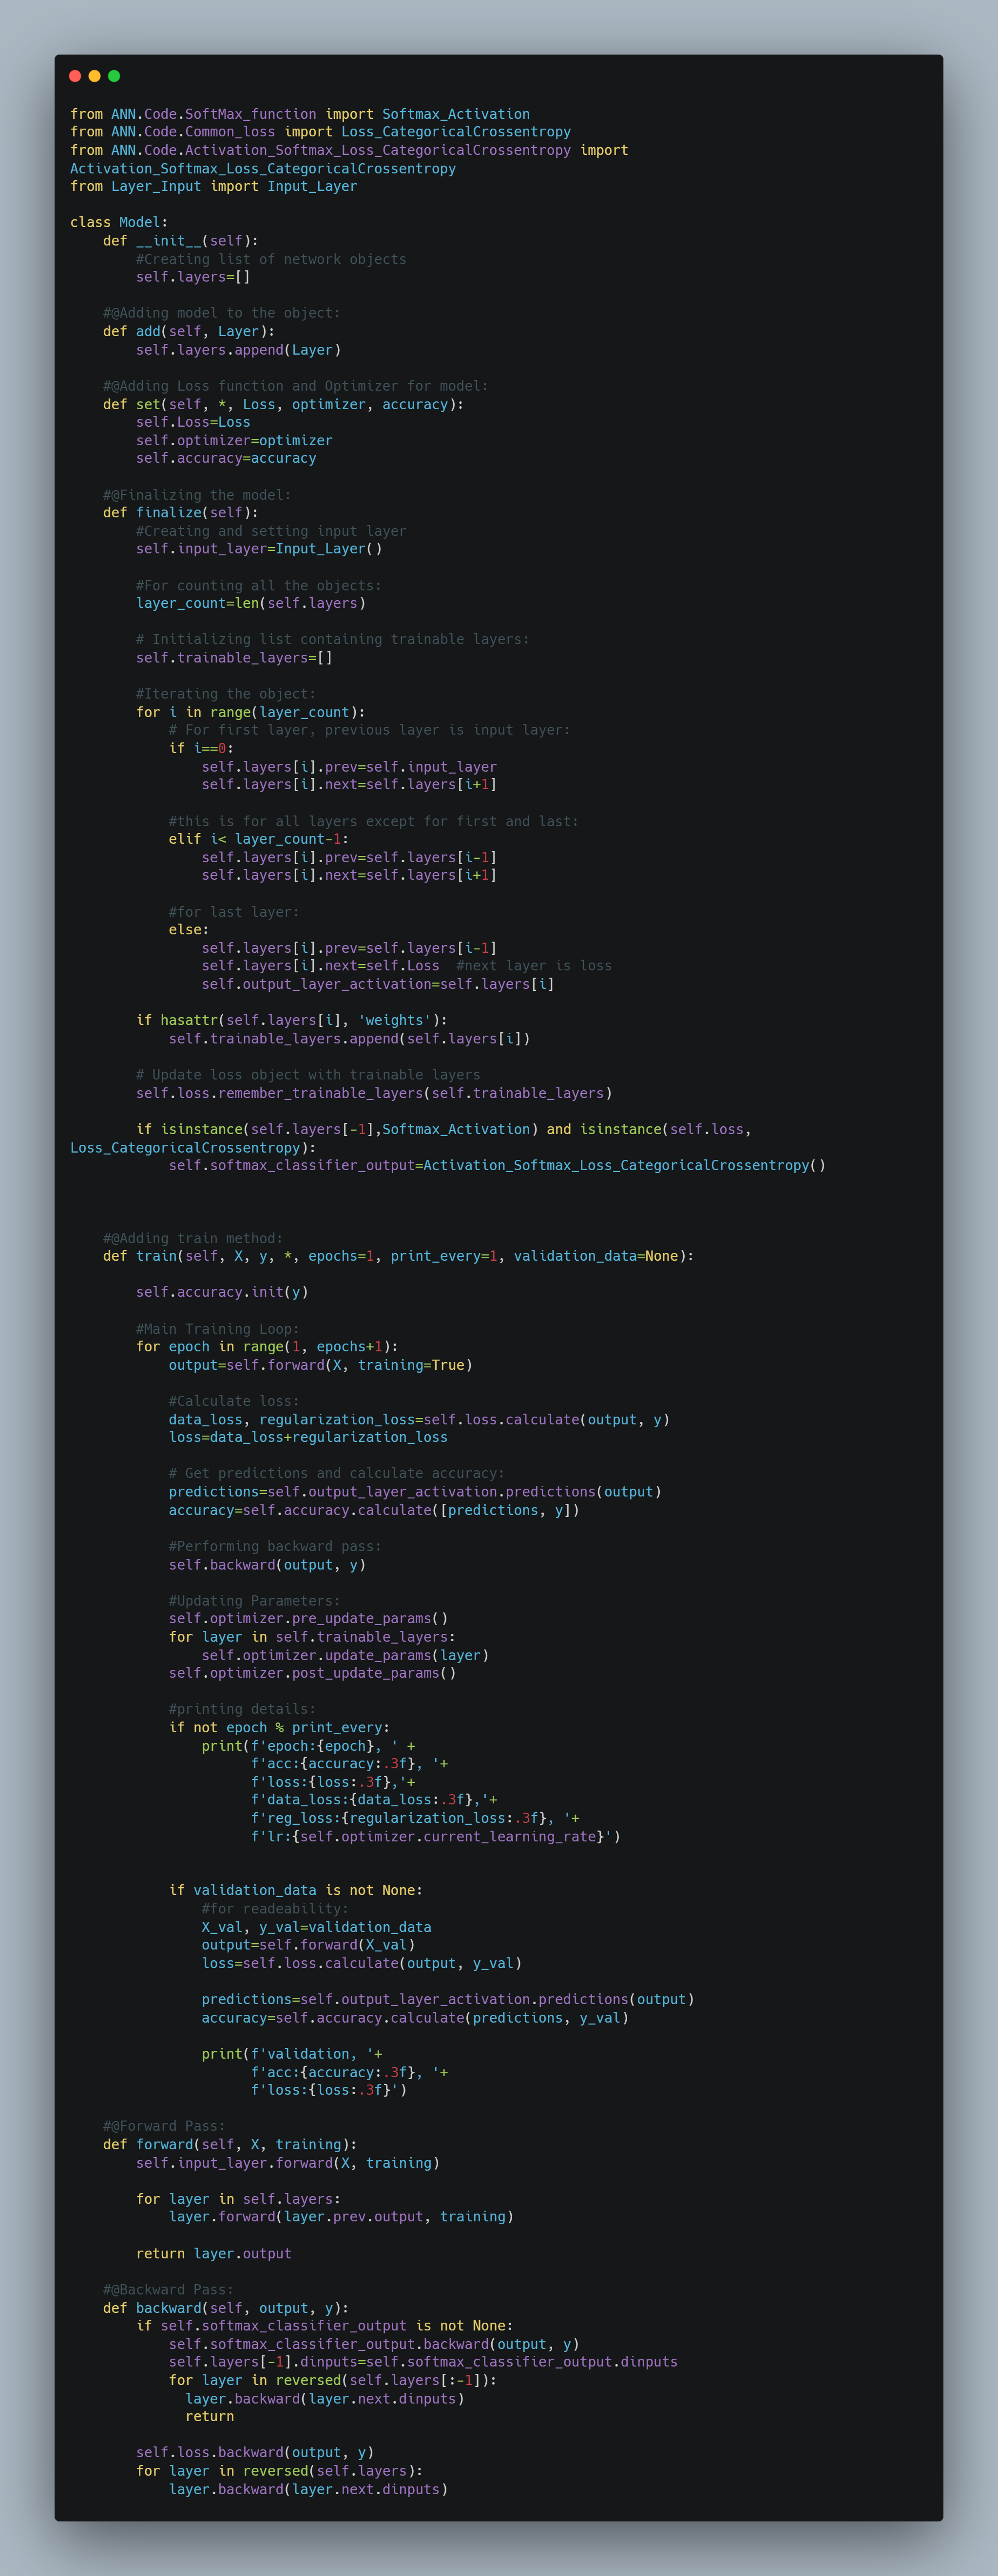 from ANN.Code.SoftMax_function import Softmax_Activation
from ANN.Code.Common_loss import Loss_CategoricalCrossentropy
from ANN.Code.Activation_Softmax_Loss_CategoricalCrossentropy import
Activation_Softmax_Loss_CategoricalCrossentropy
from Layer_Input import Input_Layer

class Model:
    def __init__(self):
        #Creating list of network objects
        self.layers=[]

    #@Adding model to the object:
    def add(self, Layer):
        self.layers.append(Layer)

    #@Adding Loss function and Optimizer for model:
    def set(self, *, Loss, optimizer, accuracy):
        self.Loss=Loss
        self.optimizer=optimizer
        self.accuracy=accuracy

    #@Finalizing the model:
    def finalize(self):
        #Creating and setting input layer
        self.input_layer=Input_Layer()

        #For counting all the objects:
        layer_count=len(self.layers)

        # Initializing list containing trainable layers:
        self.trainable_layers=[]

        #Iterating the object:
        for i in range(layer_count):
            # For first layer, previous layer is input layer:
            if i==0:
                self.layers[i].prev=self.input_layer
                self.layers[i].next=self.layers[i+1]

            #this is for all layers except for first and last:
            elif i< layer_count-1:
                self.layers[i].prev=self.layers[i-1]
                self.layers[i].next=self.layers[i+1]

            #for last layer:
            else:
                self.layers[i].prev=self.layers[i-1]
                self.layers[i].next=self.Loss  #next layer is loss
                self.output_layer_activation=self.layers[i]

        if hasattr(self.layers[i], 'weights'):
            self.trainable_layers.append(self.layers[i])

        # Update loss object with trainable layers
        self.loss.remember_trainable_layers(self.trainable_layers)

        if isinstance(self.layers[-1],Softmax_Activation) and isinstance(self.loss,
Loss_CategoricalCrossentropy):
            self.softmax_classifier_output=Activation_Softmax_Loss_CategoricalCrossentropy()

    #@Adding train method:
    def train(self, X, y, *, epochs=1, print_every=1, validation_data=None):

        self.accuracy.init(y)

        #Main Training Loop:
        for epoch in range(1, epochs+1):
            output=self.forward(X, training=True)

            #Calculate loss:
            data_loss, regularization_loss=self.loss.calculate(output, y)
            loss=data_loss+regularization_loss

            # Get predictions and calculate accuracy:
            predictions=self.output_layer_activation.predictions(output)
            accuracy=self.accuracy.calculate([predictions, y])

            #Performing backward pass:
            self.backward(output, y)

            #Updating Parameters:
            self.optimizer.pre_update_params()
            for layer in self.trainable_layers:
                self.optimizer.update_params(layer)
            self.optimizer.post_update_params()

            #printing details:
            if not epoch % print_every:
                print(f'epoch:{epoch}, ' +
                      f'acc:{accuracy:.3f}, '+
                      f'loss:{loss:.3f},'+
                      f'data_loss:{data_loss:.3f},'+
                      f'reg_loss:{regularization_loss:.3f}, '+
                      f'lr:{self.optimizer.current_learning_rate}')

            if validation_data is not None:
                #for readeability:
                X_val, y_val=validation_data
                output=self.forward(X_val)
                loss=self.loss.calculate(output, y_val)

                predictions=self.output_layer_activation.predictions(output)
                accuracy=self.accuracy.calculate(predictions, y_val)

                print(f'validation, '+
                      f'acc:{accuracy:.3f}, '+
                      f'loss:{loss:.3f}')

    #@Forward Pass:
    def forward(self, X, training):
        self.input_layer.forward(X, training)

        for layer in self.layers:
            layer.forward(layer.prev.output, training)

        return layer.output

    #@Backward Pass:
    def backward(self, output, y):
        if self.softmax_classifier_output is not None:
            self.softmax_classifier_output.backward(output, y)
            self.layers[-1].dinputs=self.softmax_classifier_output.dinputs
            for layer in reversed(self.layers[:-1]):
              layer.backward(layer.next.dinputs)
              return

        self.loss.backward(output, y)
        for layer in reversed(self.layers):
            layer.backward(layer.next.dinputs)